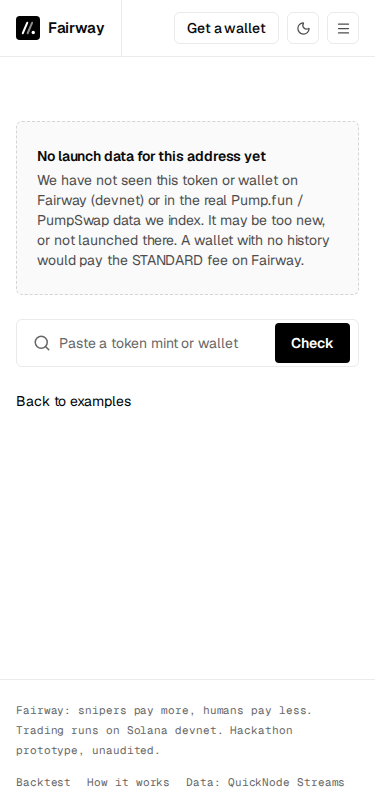 Fairway
Get a wallet
No launch data for this address yet
We have not seen this token or wallet on
Fairway (devnet) or in the real Pump.fun /
PumpSwap data we index. It may be too new,
or not launched there. A wallet with no history
would pay the STANDARD fee on Fairway.
Paste a token mint or wallet
Check
Back to examples
Fairway: snipers pay more, humans pay less.
Trading runs on Solana devnet. Hackathon
prototype, unaudited.
Backtest How it works Data: QuickNode Streams